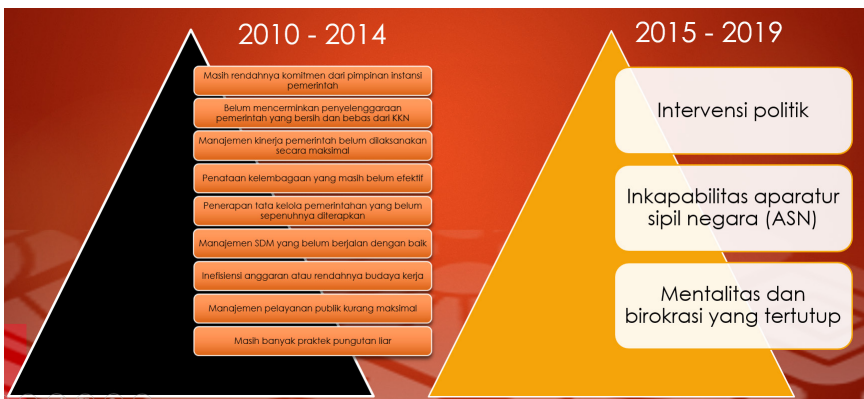 2010 - 2014
Masih rendahnya komitmen dari pimpinan instansi
pemerintah
Belum mencerminkan penyelenggaraan
pemerintah yang bersih dan bebas dari KKN
Manajemen kinerja pemerintah belum dilaksanakan
secara maksimal
Penataan kelembagaan yang masih belum efektif
Penerapan tata kelola pemerintahan yang belum
sepenuhnya diterapkan
Manajemen SDM yang belum berjalan dengan baik
Inefisiensi anggaran atau rendahnya budaya kerja
Manajemen pelayanan publik kurang maksimal
Masih banyak praktek pungutan liar
2015 - 2019
Intervensi politik
Inkapabilitas aparatur
sipil negara (ASN)
Mentalitas dan
birokrasi yang tertutup